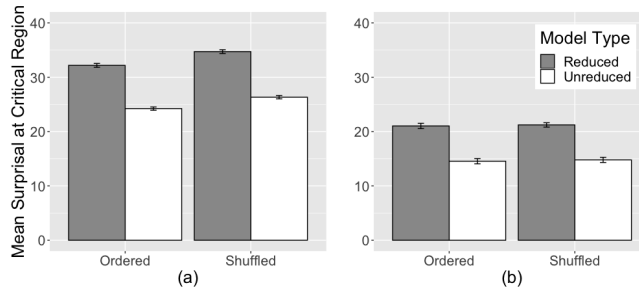 Mean Surprisal at Critical Region
40
30
20
10
0
Ordered
Shuffled
(a)
40
30
20
10
0
Ordered
Shuffled
(b)
Model Type
Reduced
Unreduced